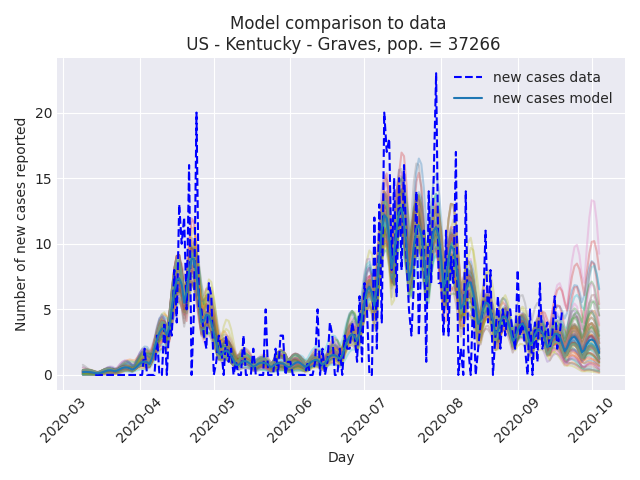 Model comparison to data
US - Kentucky - Graves, pop. = 37266
new cases data
new cases model
Number of new cases reported
20
15
10
5
0
2020-03
2020-04
2020-05
2020-06
2020-07
2020-08
2020-09
2020-10
Day